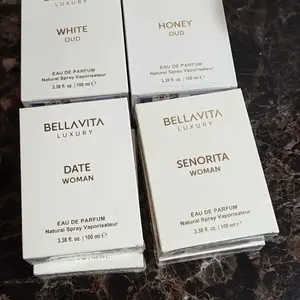 WHITE
OUD
EAU DE PARFUM
Natural Spray Vaporisateur
3.38 fl. oz. | 100 ml ℮
HONEY
OUD
EAU DE PARFUM
Natural Spray Vaporisateur
3.38 fl. oz. | 100 ml ℮
BELLAVITA
LUXURY
DATE
WOMAN
EAU DE PARFUM
Natural Spray Vaporisateur
3.38 fl. oz. | 100 ml ℮
BELLAVITA
LUXURY
SENORITA
WOMAN
EAU DE PARFUM
Natural Spray Vaporisateur
3.38 fl. oz. | 100 ml ℮